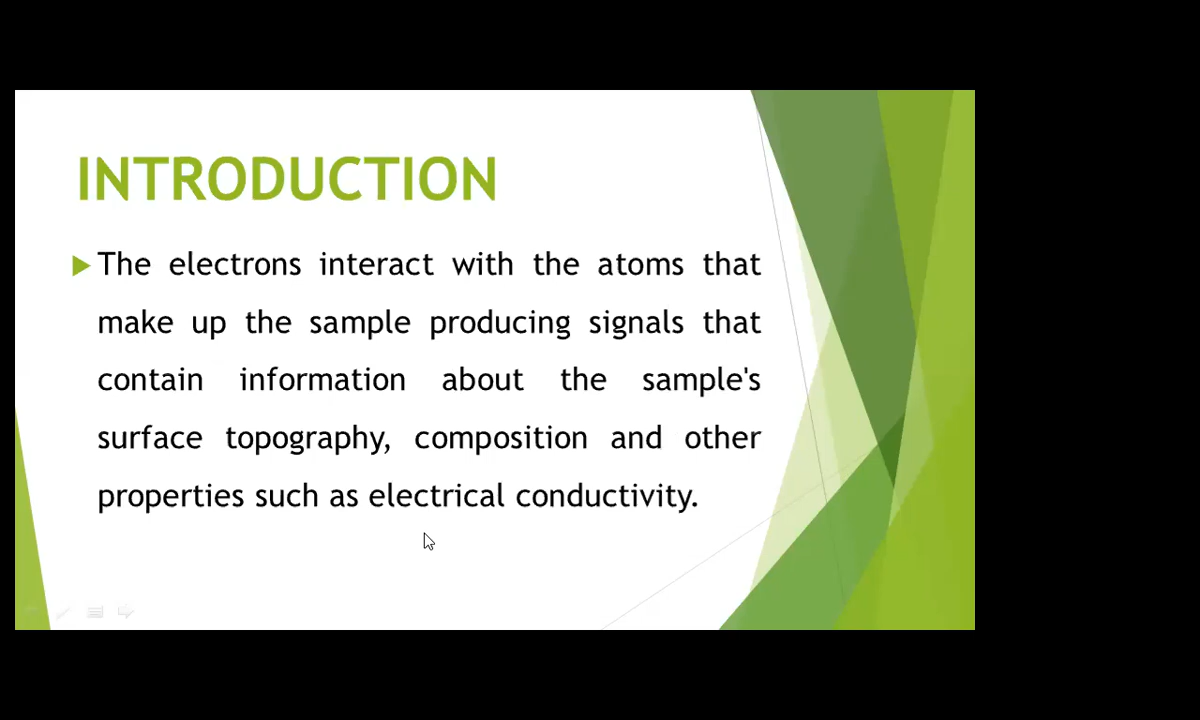 INTRODUCTION
The electrons interact with the atoms that
make up the sample producing signals that
contain information about the sample's
surface topography, composition and other
properties such as electrical conductivity.